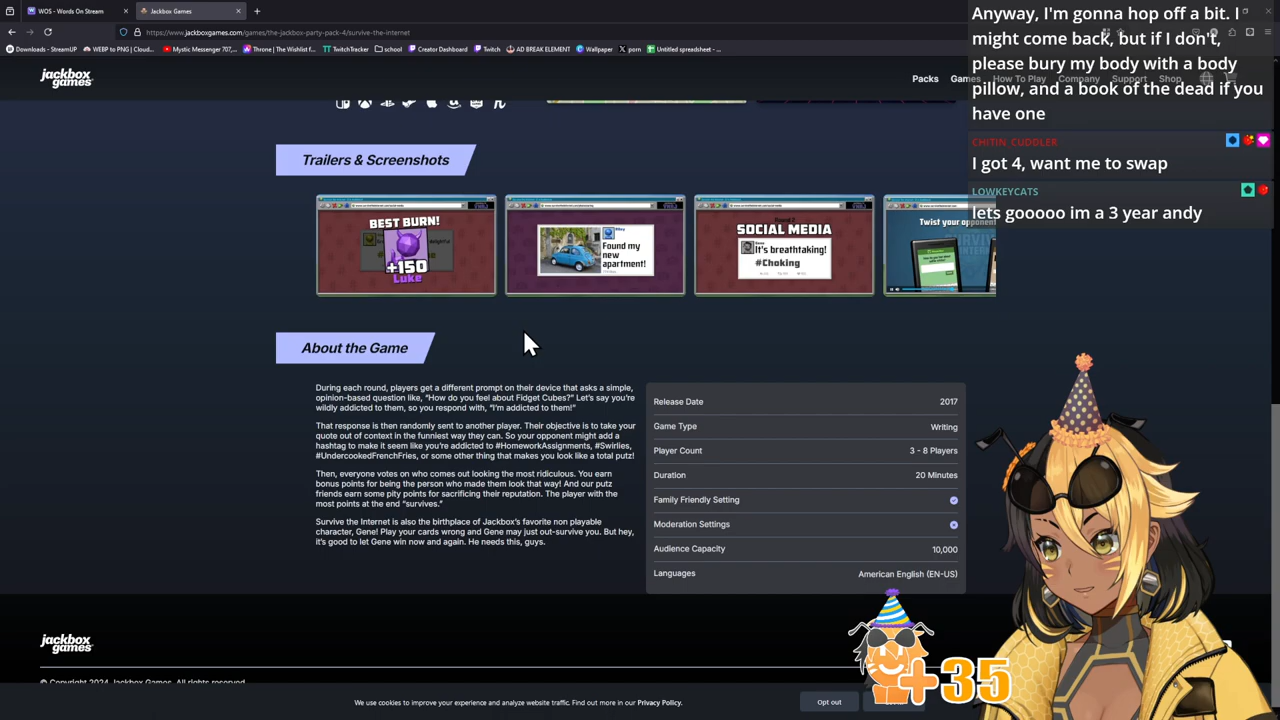 WOS - Words On Stream
Jackbox Games
https://www.jackboxgames.com/games/the-jackbox-party-pack-4/survive-the-internet
Downloads - StreamUP
WEBP to PNG | Cloud...
Mystic Messenger 707,...
Throne | The Wishlist f...
TwitchTracker
school
Creator Dashboard
Twitch
AD BREAK ELEMENT
Wallpaper
porn
Untitled spreadsheet...
jackbox games
Packs
Games
How To Play
Company
Support
Shop
Anyway, I'm gonna hop off a bit. I
might come back, but if I don't,
please bury my body with a body
pillow, and a book of the dead if you
have one
CHITIN_CUDDLER
I got 4, want me to swap
LOWKEYCATS
lets gooooo im a 3 year andy
Trailers & Screenshots
BEST BURN!
+150
Luke
Found my
new
apartment!
SOCIAL MEDIA
It's breathtaking!
#Choking
Twist your oppone
About the Game
During each round, players get a different prompt on their device that asks a simple,
opinion-based question like, “How do you feel about Fidget Cubes?” Let's say you're
wildly addicted to them, so you respond with, “I'm addicted to them!”
That response is then randomly sent to another player. Their objective is to take your
quote out of context in the funniest way they can. So your opponent might add a
hashtag to make it seem like you're addicted to #HomeworkAssignments, #Swirlies,
#UndercookedFrenchFries, or some other thing that makes you look like a total putz!
Then, everyone votes on who comes out looking the most ridiculous. You earn
bonus points for being the person who made them look that way! And our putz
friends earn some pity points for sacrificing their reputation. The player with the
most points at the end “survives.”
Survive the Internet is also the birthplace of Jackbox's favorite non playable
character, Gene! Play your cards wrong and Gene may just out-survive you. But hey,
it's good to let Gene win now and again. He needs this, guys.
Release Date 2017
Game Type Writing
Player Count 3 - 8 Players
Duration 20 Minutes
Family Friendly Setting
Moderation Settings
Audience Capacity 10,000
Languages American English (EN-US)
jackbox games
© Copyright 2024, Jackbox Games. All rights reserved.
+35
We use cookies to improve your experience and analyze website traffic. Find out more in our Privacy Policy.
Opt out